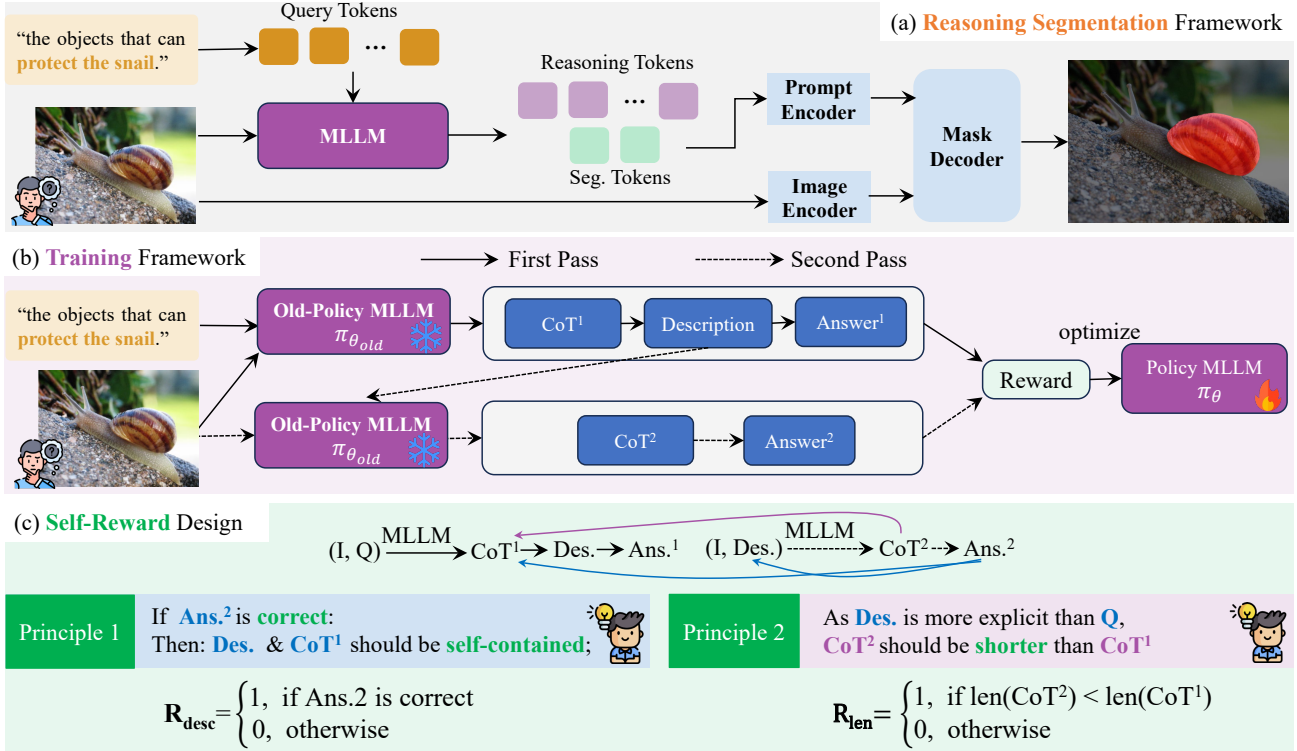 (a) Reasoning Segmentation Framework
Query Tokens
“the objects that can
protect the snail.”
...
MLLM
Reasoning Tokens
...
Seg. Tokens
Prompt
Encoder
Image
Encoder
Mask
Decoder
(b) Training Framework
First Pass
Second Pass
“the objects that can
protect the snail.”
Old-Policy MLLM
πθold
CoT¹
Description
Answer¹
Old-Policy MLLM
πθold
CoT²
Answer²
Reward
optimize
Policy MLLM
πθ
(c) Self-Reward Design
(I, Q) MLLM CoT¹ Des. Ans.¹
(I, Des.) MLLM CoT² Ans.²
Principle 1
If Ans.² is correct:
Then: Des. & CoT¹ should be self-contained;
Rdesc= {1, if Ans.2 is correct
0, otherwise
Principle 2
As Des. is more explicit than Q,
CoT² should be shorter than CoT¹
Rlen= {1, if len(CoT²) < len(CoT¹)
0, otherwise